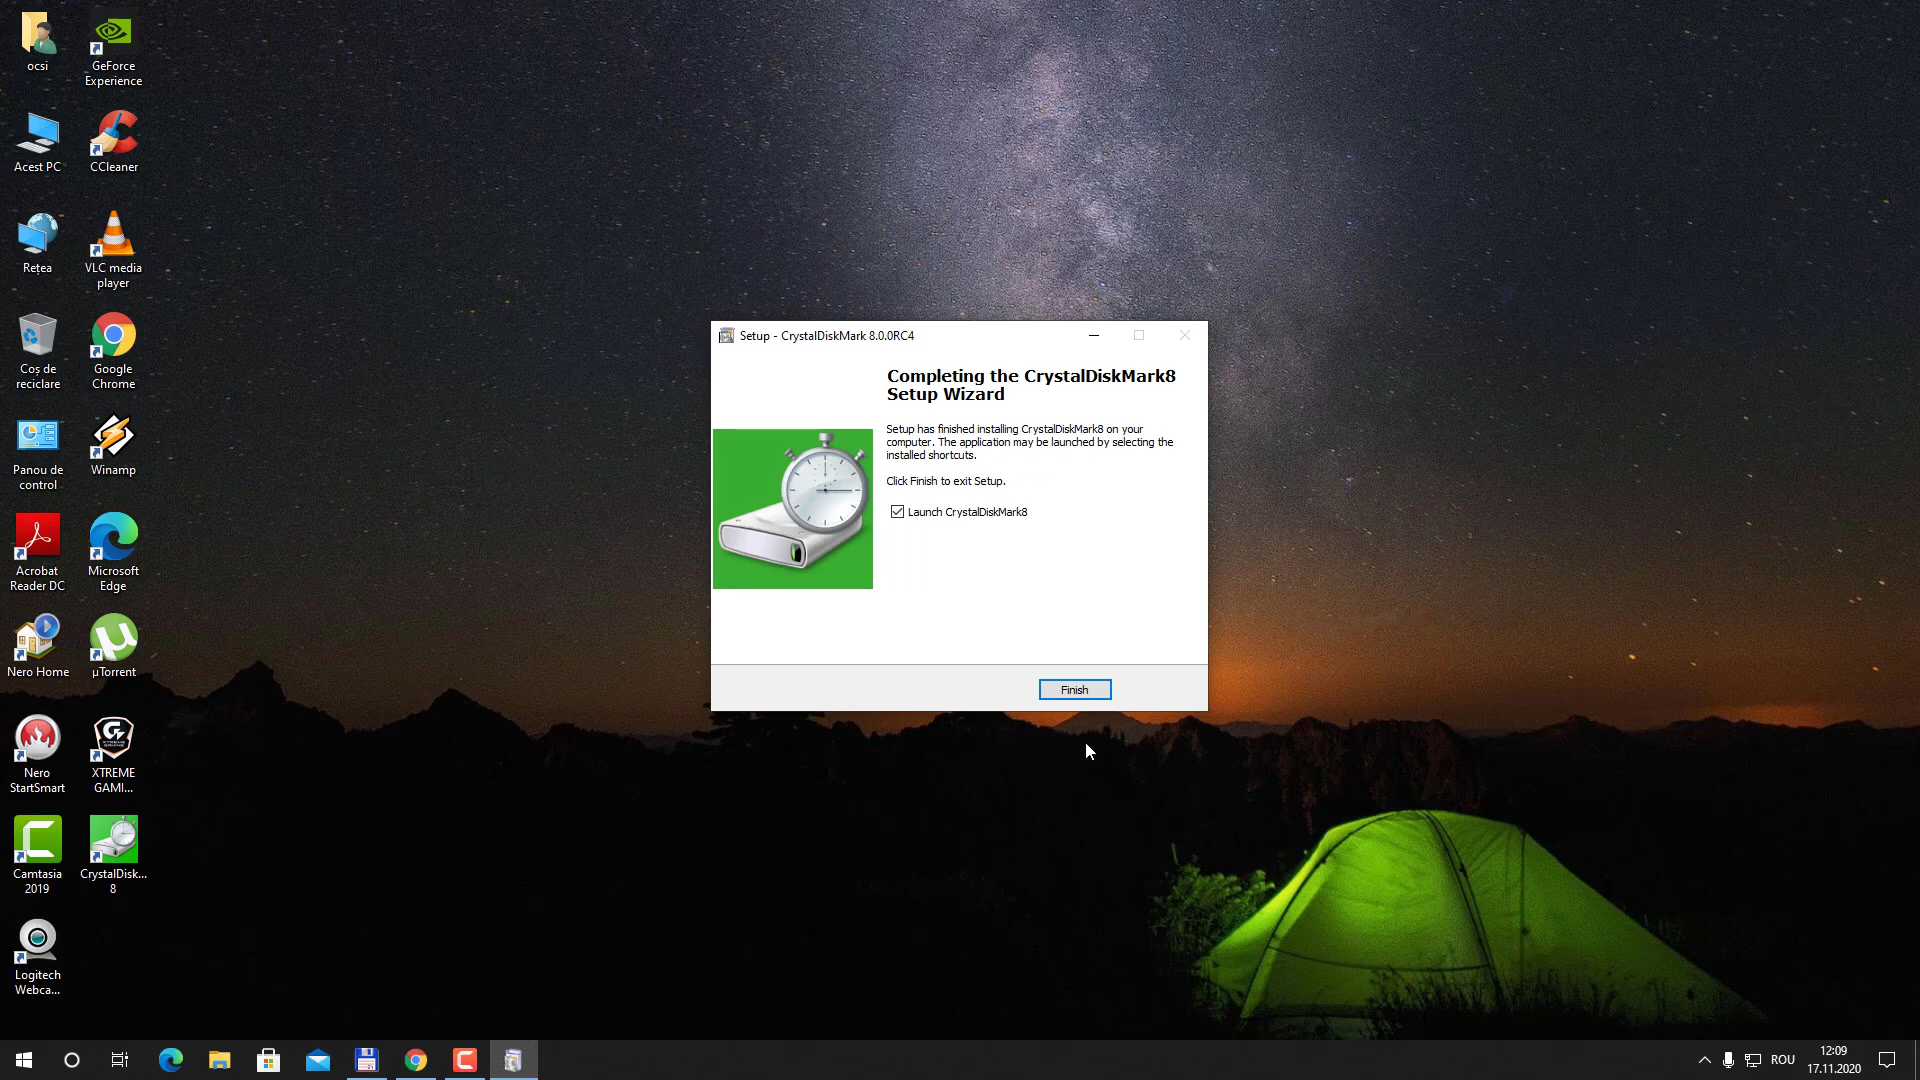 ocsi
GeForce
Experience
Acest PC
CCleaner
Rețea
VLC media
player
Coș de
reciclare
Google
Chrome
Panou de
control
Winamp
Acrobat
Reader DC
Microsoft
Edge
Nero Home
µTorrent
Nero
StartSmart
XTREME
GAMI...
Camtasia
2019
CrystalDisk...
8
Logitech
Webca...
Setup - CrystalDiskMark 8.0.0RC4
Completing the CrystalDiskMark8
Setup Wizard
Setup has finished installing CrystalDiskMark8 on your
computer. The application may be launched by selecting the
installed shortcuts.
Click Finish to exit Setup.
Launch CrystalDiskMark8
Finish
ROU
12:09
17.11.2020